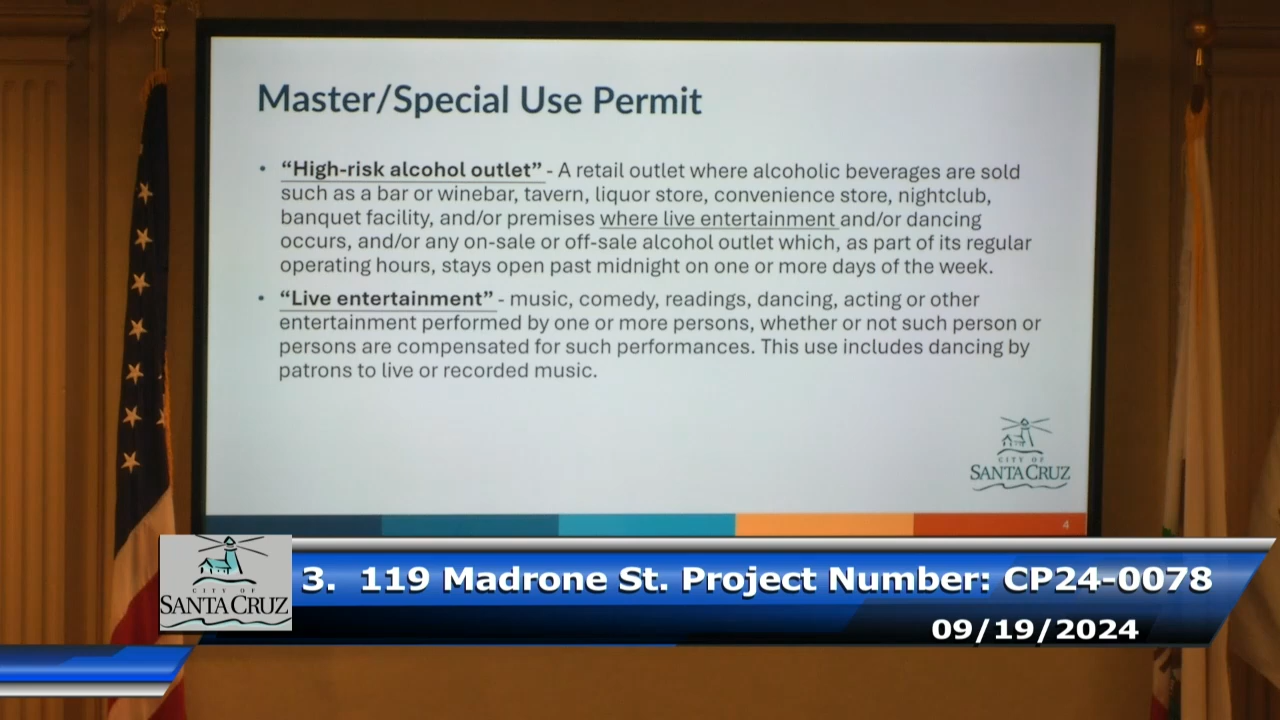 Master/Special Use Permit
• “High-risk alcohol outlet” - A retail outlet where alcoholic beverages are sold
such as a bar or winebar, tavern, liquor store, convenience store, nightclub,
banquet facility, and/or premises where live entertainment and/or dancing
occurs, and/or any on-sale or off-sale alcohol outlet which, as part of its regular
operating hours, stays open past midnight on one or more days of the week.
• “Live entertainment” - music, comedy, readings, dancing, acting or other
entertainment performed by one or more persons, whether or not such person or
persons are compensated for such performances. This use includes dancing by
patrons to live or recorded music.
CITY OF
SANTA CRUZ
4
CITY OF
SANTA CRUZ
3. 119 Madrone St. Project Number: CP24-0078
09/19/2024